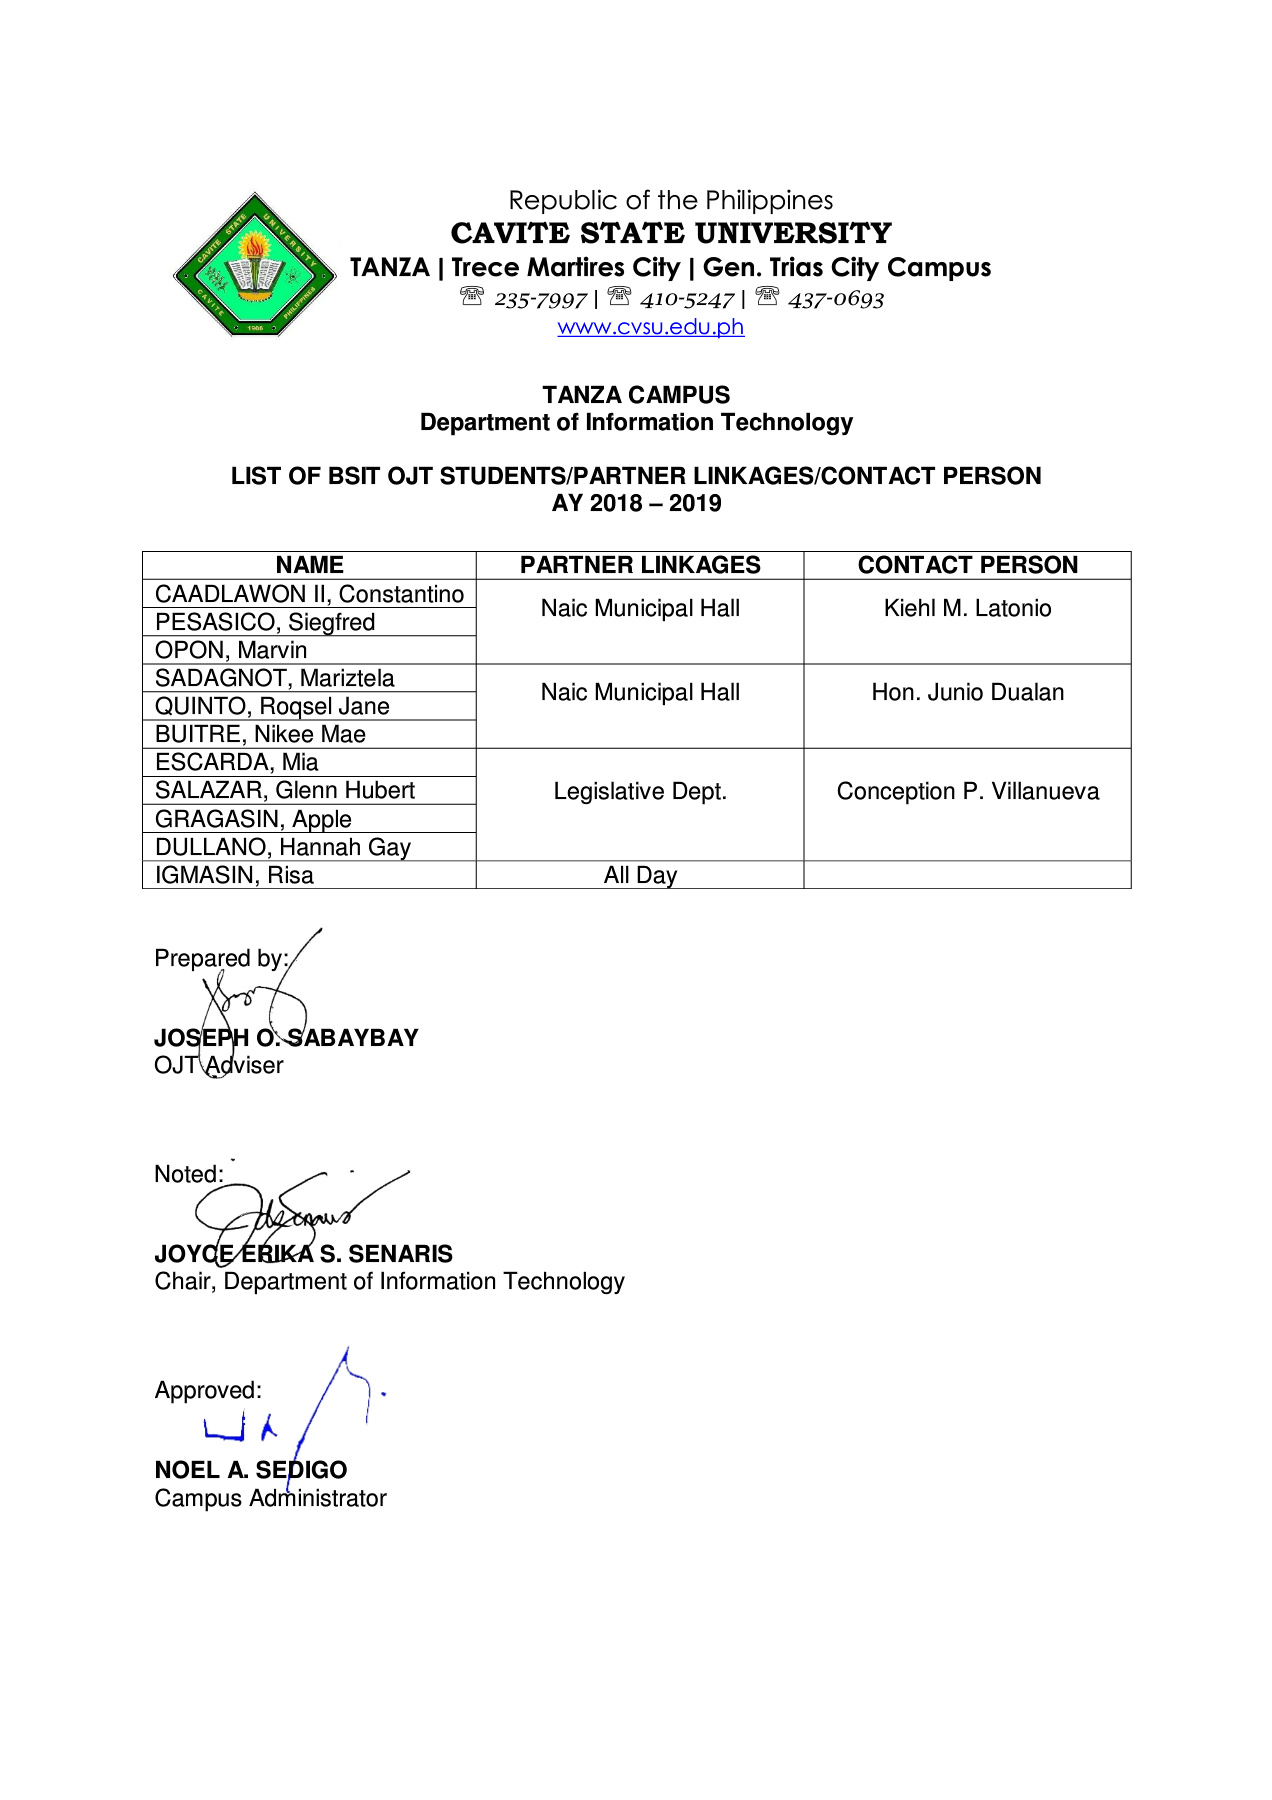 Republic of the Philippines
CAVITE STATE UNIVERSITY
TANZA | Trece Martires City | Gen. Trias City Campus
☏ 235-7997 | ☏ 410-5247 | ☏ 437-0693
www.cvsu.edu.ph
CAVITE STATE UNIVERSITY
CAVITE PHILIPPINES
1906
TANZA CAMPUS
Department of Information Technology
LIST OF BSIT OJT STUDENTS/PARTNER LINKAGES/CONTACT PERSON
AY 2018 – 2019
NAME PARTNER LINKAGES CONTACT PERSON
CAADLAWON II, Constantino
Naic Municipal Hall Kiehl M. Latonio
PESASICO, Siegfred
OPON, Marvin
SADAGNOT, Mariztela
Naic Municipal Hall Hon. Junio Dualan
QUINTO, Roqsel Jane
BUITRE, Nikee Mae
ESCARDA, Mia
SALAZAR, Glenn Hubert Legislative Dept. Conception P. Villanueva
GRAGASIN, Apple
DULLANO, Hannah Gay
IGMASIN, Risa All Day
Prepared by:
JOSEPH O. SABAYBAY
OJT Adviser
Noted:
JOYCE ERIKA S. SENARIS
Chair, Department of Information Technology
Approved:
NOEL A. SEDIGO
Campus Administrator